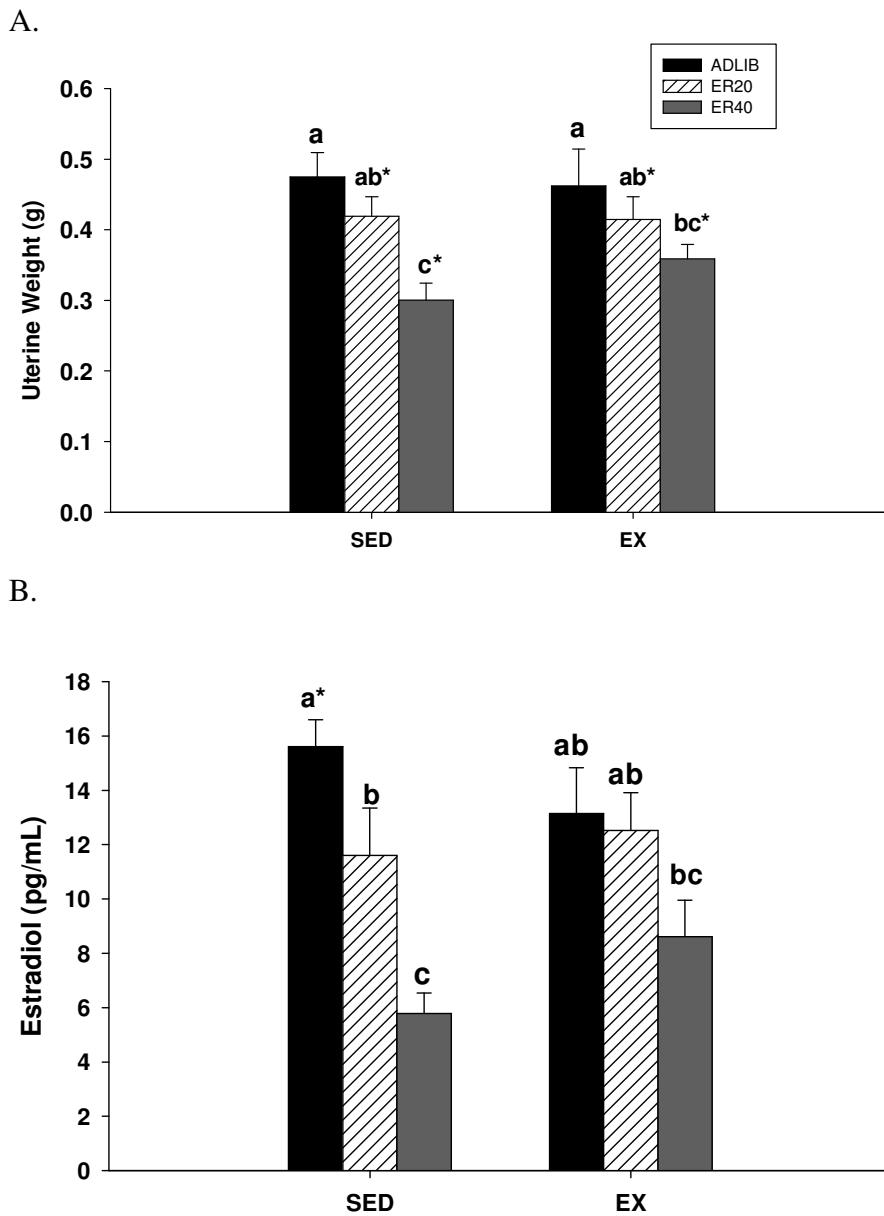 A.
ADLIB
ER20
ER40
0.6
0.5
0.4
0.3
0.2
0.1
0.0
Uterine Weight (g)
a
ab*
c*
a
ab*
bc*
SED
EX
B.
18
16
14
12
10
8
6
4
2
0
Estradiol (pg/mL)
a*
b
c
ab
ab
bc
SED
EX